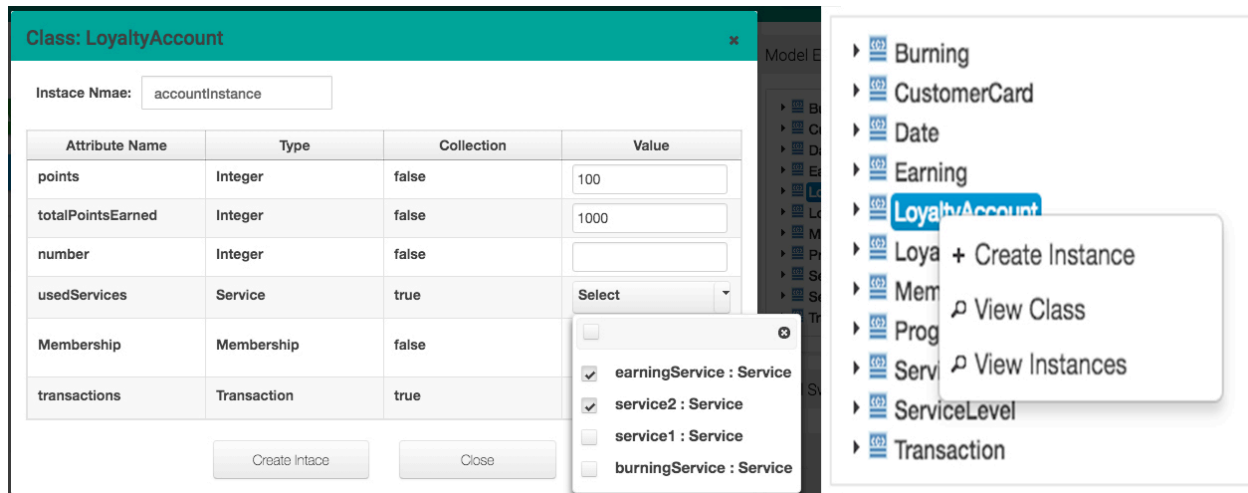 Class: LoyaltyAccount
Instace Nmae: accountInstance
Attribute Name Type Collection Value
points Integer false 100
totalPointsEarned Integer false 1000
number Integer false
usedServices Service true Select
Membership Membership false
transactions Transaction true
earningService : Service
service2 : Service
service1 : Service
burningService : Service
Create Intace Close
Model E
Burning
CustomerCard
Date
Earning
LoyaltyAccount
Loya
Mem
Prog
Servi
ServiceLevel
Transaction
+ Create Instance
View Class
View Instances